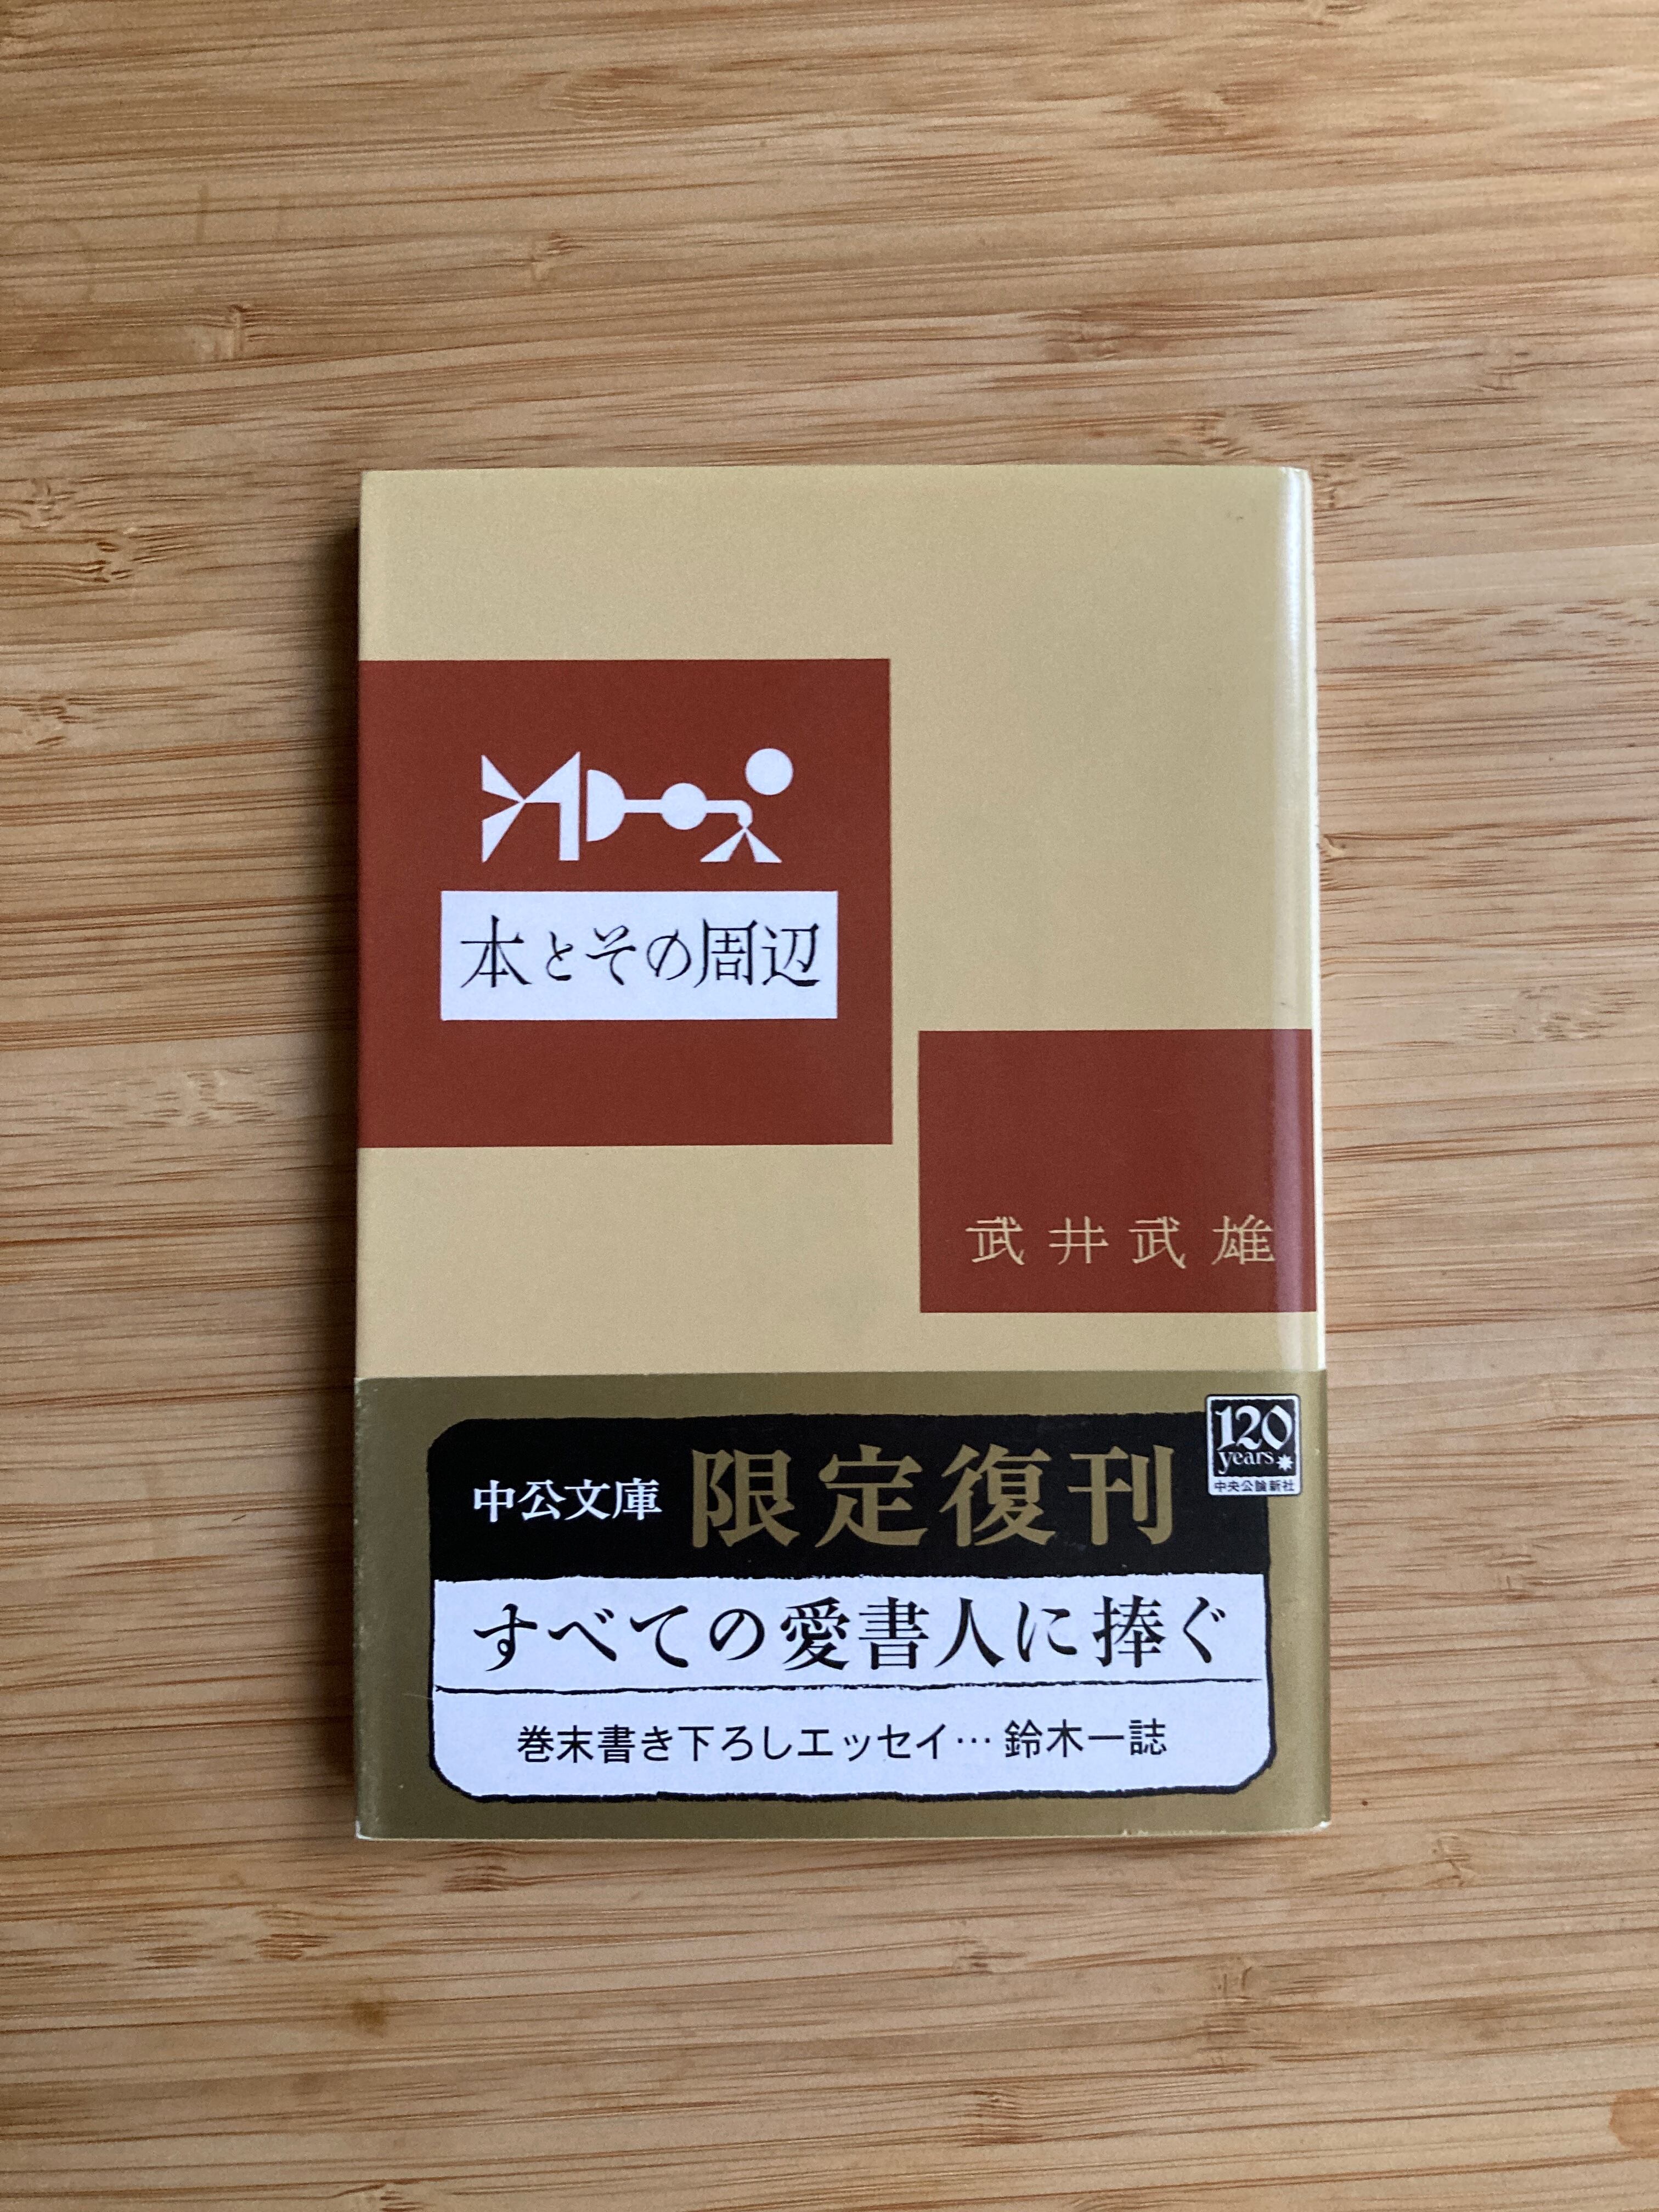 本とその周辺
武井武雄
120
years
中央公論新社
中公文庫 限定復刊
すべての愛書人に捧ぐ
巻末書き下ろしエッセイ…鈴木一誌